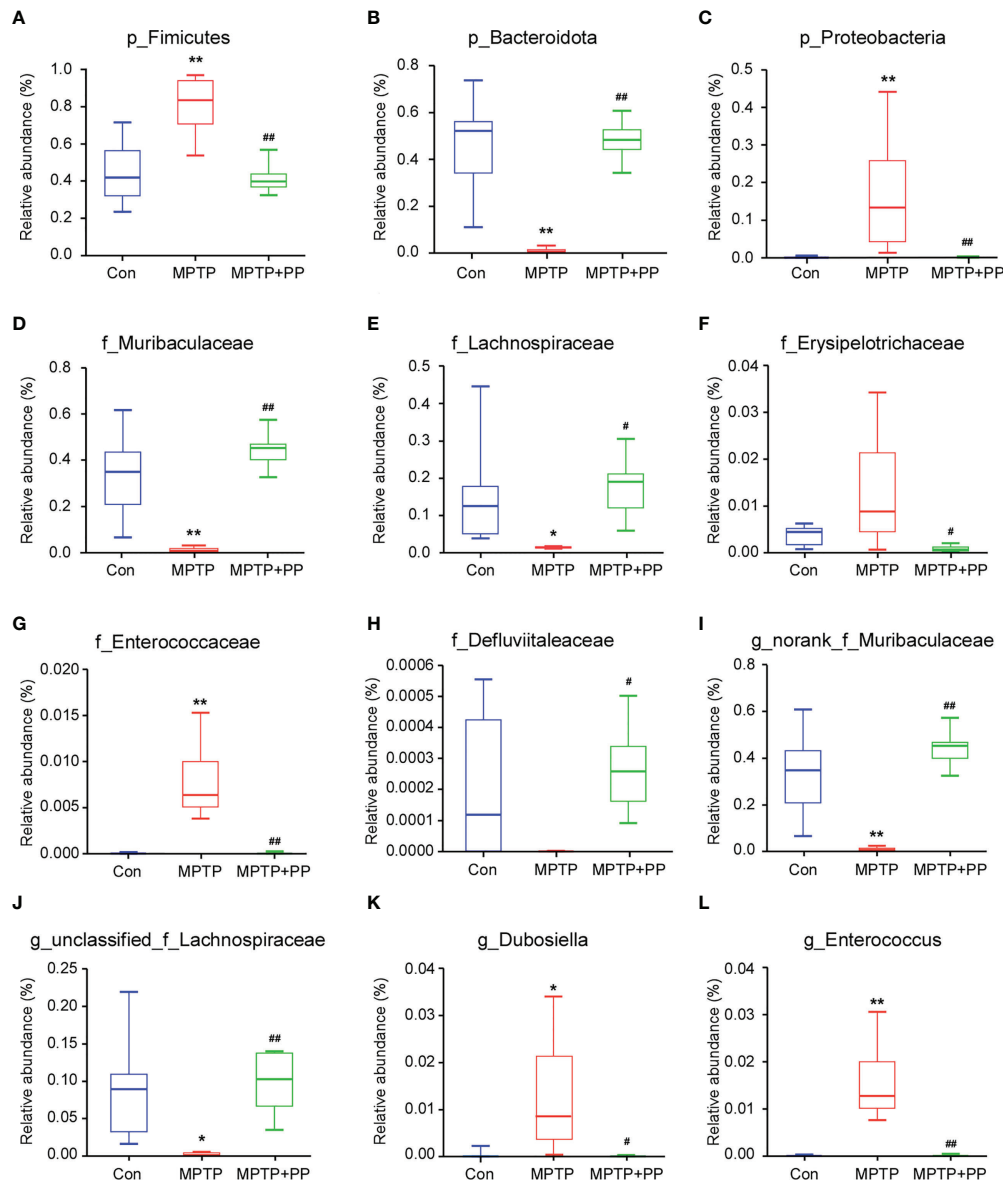 A
p_Fimicutes
Relative abundance (%)
1.0
0.8
0.6
0.4
0.2
0.0
**
##
Con
MPTP
MPTP+PP
B
p_Bacteroidota
Relative abundance (%)
0.8
0.6
0.4
0.2
0.0
**
##
Con
MPTP
MPTP+PP
C
p_Proteobacteria
Relative abundance (%)
0.5
0.4
0.3
0.2
0.1
0.0
**
##
Con
MPTP
MPTP+PP
D
f_Muribaculaceae
Relative abundance (%)
0.8
0.6
0.4
0.2
0.0
**
##
Con
MPTP
MPTP+PP
E
f_Lachnospiraceae
Relative abundance (%)
0.5
0.4
0.3
0.2
0.1
0.0
*
#
Con
MPTP
MPTP+PP
F
f_Erysipelotrichaceae
Relative abundance (%)
0.04
0.03
0.02
0.01
0.00
#
Con
MPTP
MPTP+PP
G
f_Enterococcaceae
Relative abundance (%)
0.020
0.015
0.010
0.005
0.000
**
##
Con
MPTP
MPTP+PP
H
f_Defluviitaleaceae
Relative abundance (%)
0.0006
0.0005
0.0004
0.0003
0.0002
0.0001
0.0000
#
Con
MPTP
MPTP+PP
I
g_norank_f_Muribaculaceae
Relative abundance (%)
0.8
0.6
0.4
0.2
0.0
**
##
Con
MPTP
MPTP+PP
J
g_unclassified_f_Lachnospiraceae
Relative abundance (%)
0.25
0.20
0.15
0.10
0.05
0.00
*
##
Con
MPTP
MPTP+PP
K
g_Dubosiella
Relative abundance (%)
0.04
0.03
0.02
0.01
0.00
*
#
Con
MPTP
MPTP+PP
L
g_Enterococcus
Relative abundance (%)
0.04
0.03
0.02
0.01
0.00
**
##
Con
MPTP
MPTP+PP